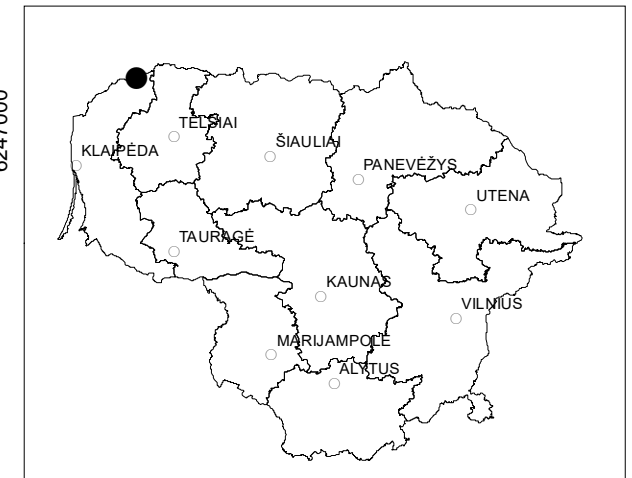 6247000
TELŠIAI
ŠIAULIAI
KLAIPĖDA
PANEVĖŽYS
UTENA
TAURAGĖ
KAUNAS
VILNIUS
MARIJAMPOLĖ
ALYTUS